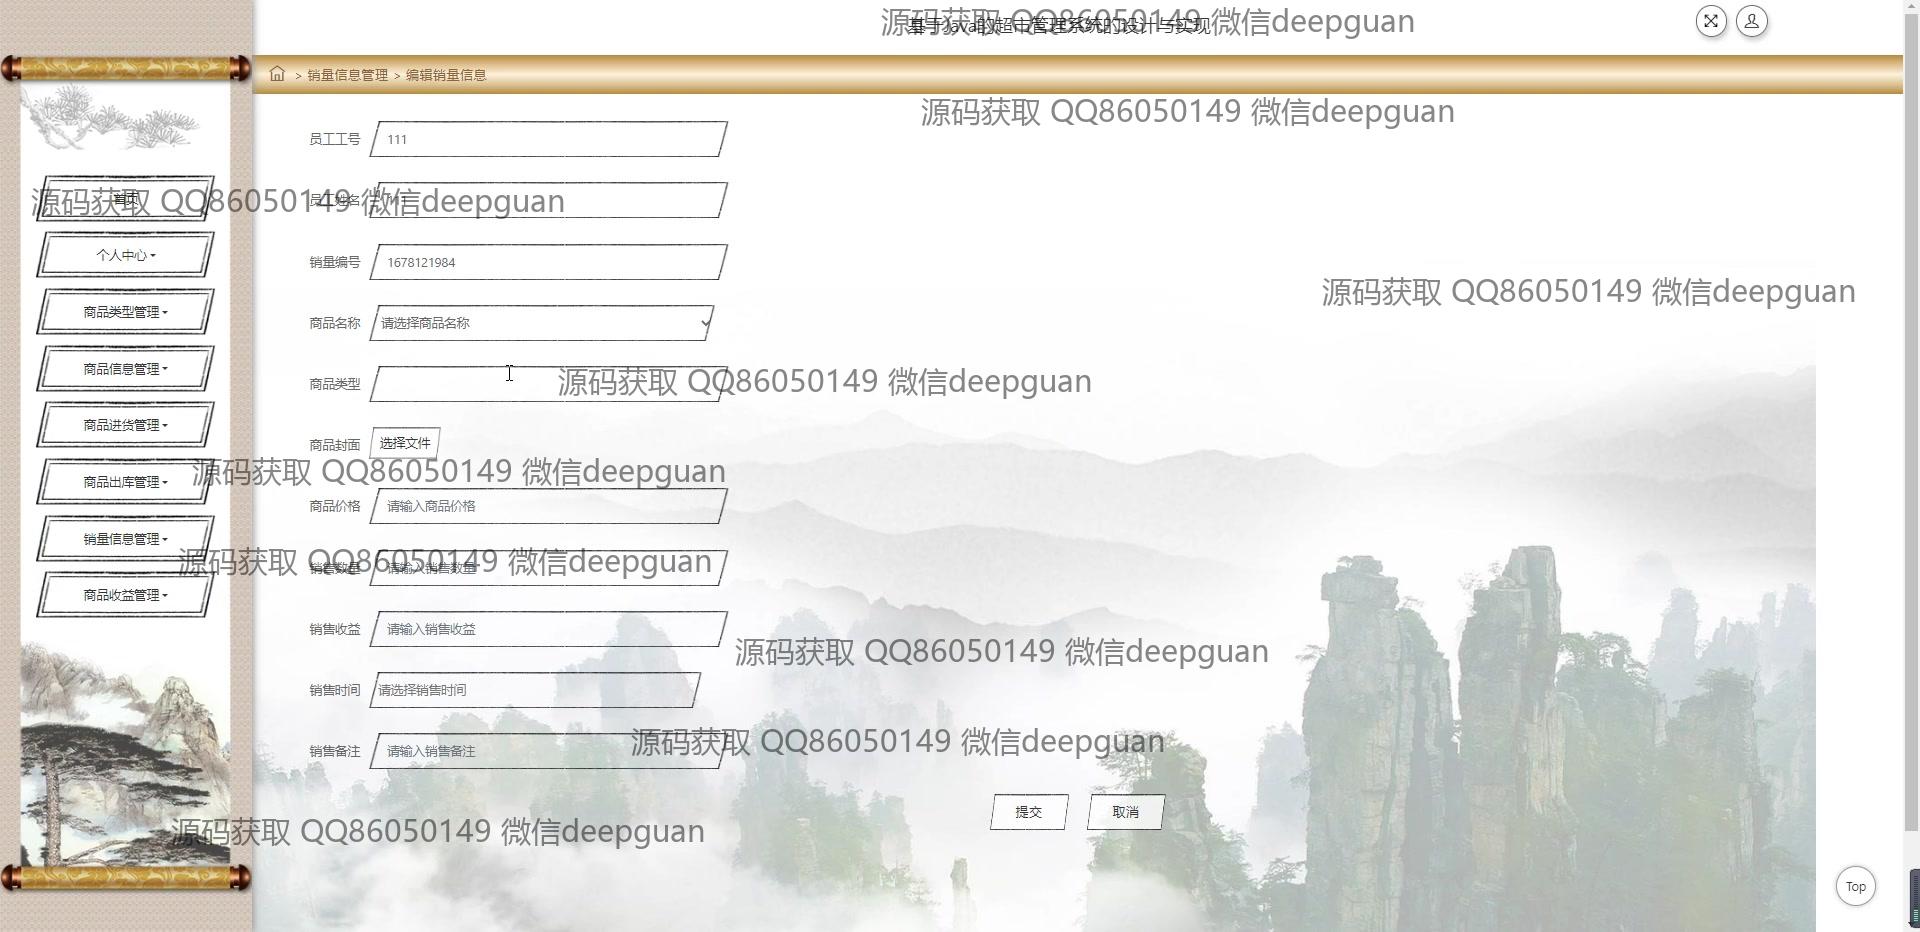 源码获取 QQ86050149 微信deepguan
基于Java的超市管理系统的设计与实现
> 销量信息管理 > 编辑销量信息
源码获取 QQ86050149 微信deepguan
员工工号 111
首页
源码获取 QQ86050149 微信deepguan
员工姓名
个人中心
销量编号 1678121984
源码获取 QQ86050149 微信deepguan
商品类型管理
商品名称 请选择商品名称
商品信息管理
商品类型
源码获取 QQ86050149 微信deepguan
商品进货管理
商品封面 选择文件
源码获取 QQ86050149 微信deepguan
商品出库管理
商品价格 请输入商品价格
销量信息管理
源码获取 QQ86050149 微信deepguan
销售数量 请输入销售数量
商品收益管理
销售收益 请输入销售收益
源码获取 QQ86050149 微信deepguan
销售时间 请选择销售时间
源码获取 QQ86050149 微信deepguan
销售备注 请输入销售备注
提交 取消
源码获取 QQ86050149 微信deepguan
Top